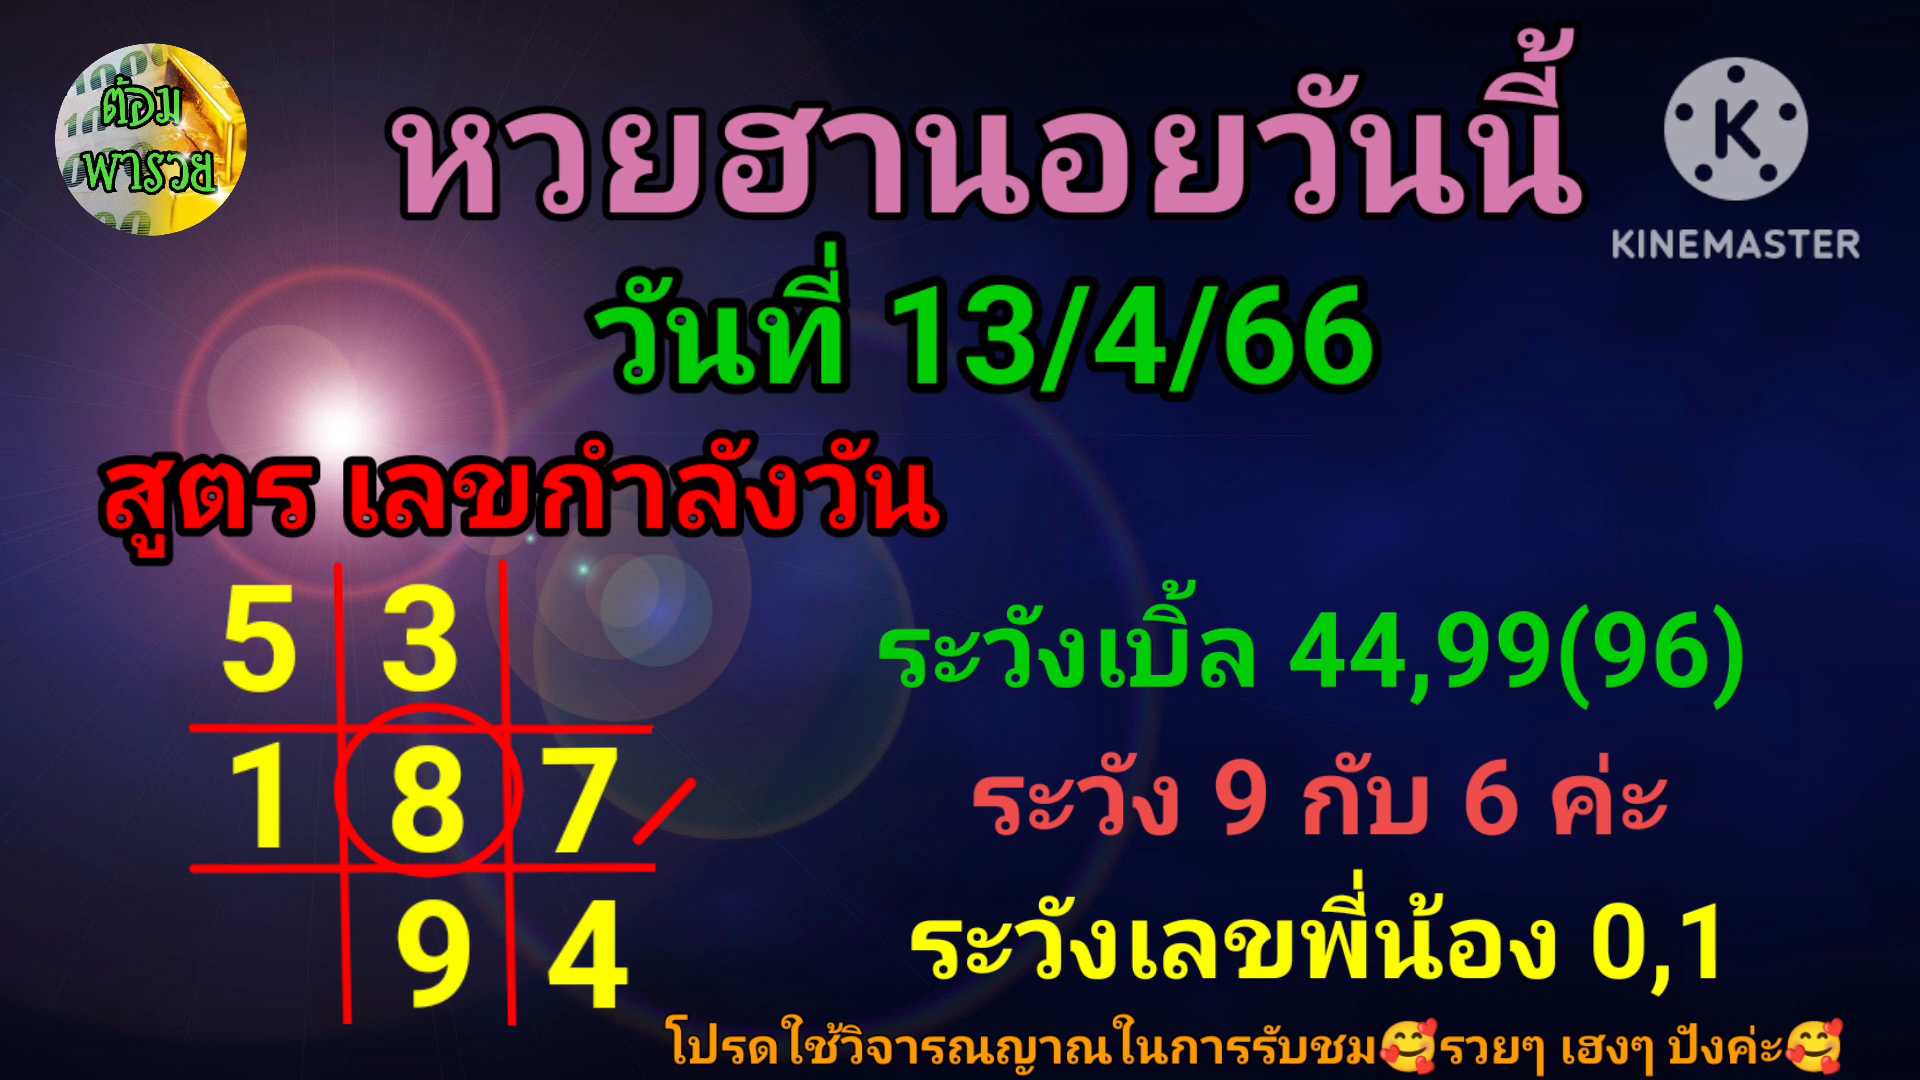 ต้อม
พารวย
หวยฮานอยวันนี้
K
KINEMASTER
วันที่ 13/4/66
สูตร เลขกำลังวัน
5 3
1 8 7
9 4
ระวังเบิ้ล 44,99(96)
ระวัง 9 กับ 6 ค่ะ
ระวังเลขพี่น้อง 0,1
โปรดใช้วิจารณญาณในการรับชม🥰รวยๆ เฮงๆ ปังค่ะ🥰